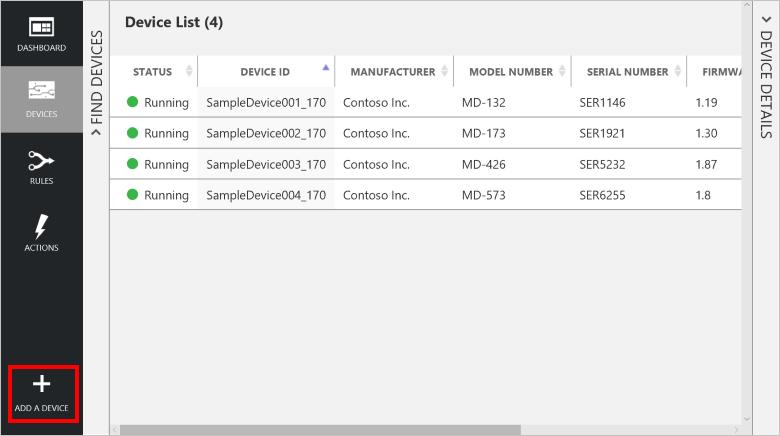 DASHBOARD
DEVICES
RULES
ACTIONS
ADD A DEVICE
FIND DEVICES
Device List (4)
STATUS DEVICE ID MANUFACTURER MODEL NUMBER SERIAL NUMBER FIRMWA
Running SampleDevice001_170 Contoso Inc. MD-132 SER1146 1.19
Running SampleDevice002_170 Contoso Inc. MD-173 SER1921 1.30
Running SampleDevice003_170 Contoso Inc. MD-426 SER5232 1.87
Running SampleDevice004_170 Contoso Inc. MD-573 SER6255 1.8
DEVICE DETAILS